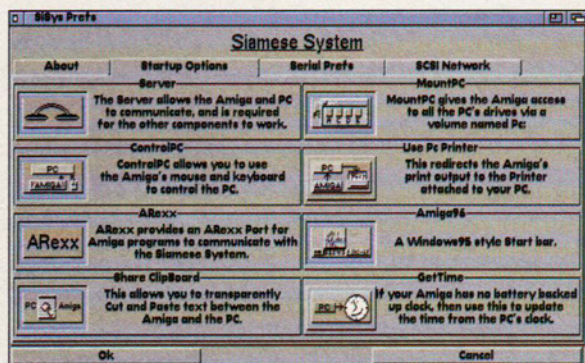 SiSys Prefs
Siamese System
About Startup Options Serial Prefs SCSI Network
Server
The Server allows the Amiga and PC
to communicate, and is required
for the other components to work.
MountPC
MountPC gives the Amiga access
to all the PC's drives via a
volume named Pc:
ControlPC
PC
AMIGA
ControlPC allows you to use
the Amiga's mouse and keyboard
to control the PC.
Use Pc Printer
PC
AMIGA
This redirects the Amiga's
print output to the Printer
attached to your PC.
ARexx
ARexx
ARexx provides an ARexx Port for
Amiga programs to communicate with
the Siamese System.
Amiga96
A Windows95 style Start bar.
Share ClipBoard
PC Amiga
This allows you to transparently
Cut and Paste text between the
Amiga and the PC.
GetTime
PC
If your Amiga has no battery backed
up clock, then use this to update
the time from the PC's clock.
Ok Cancel